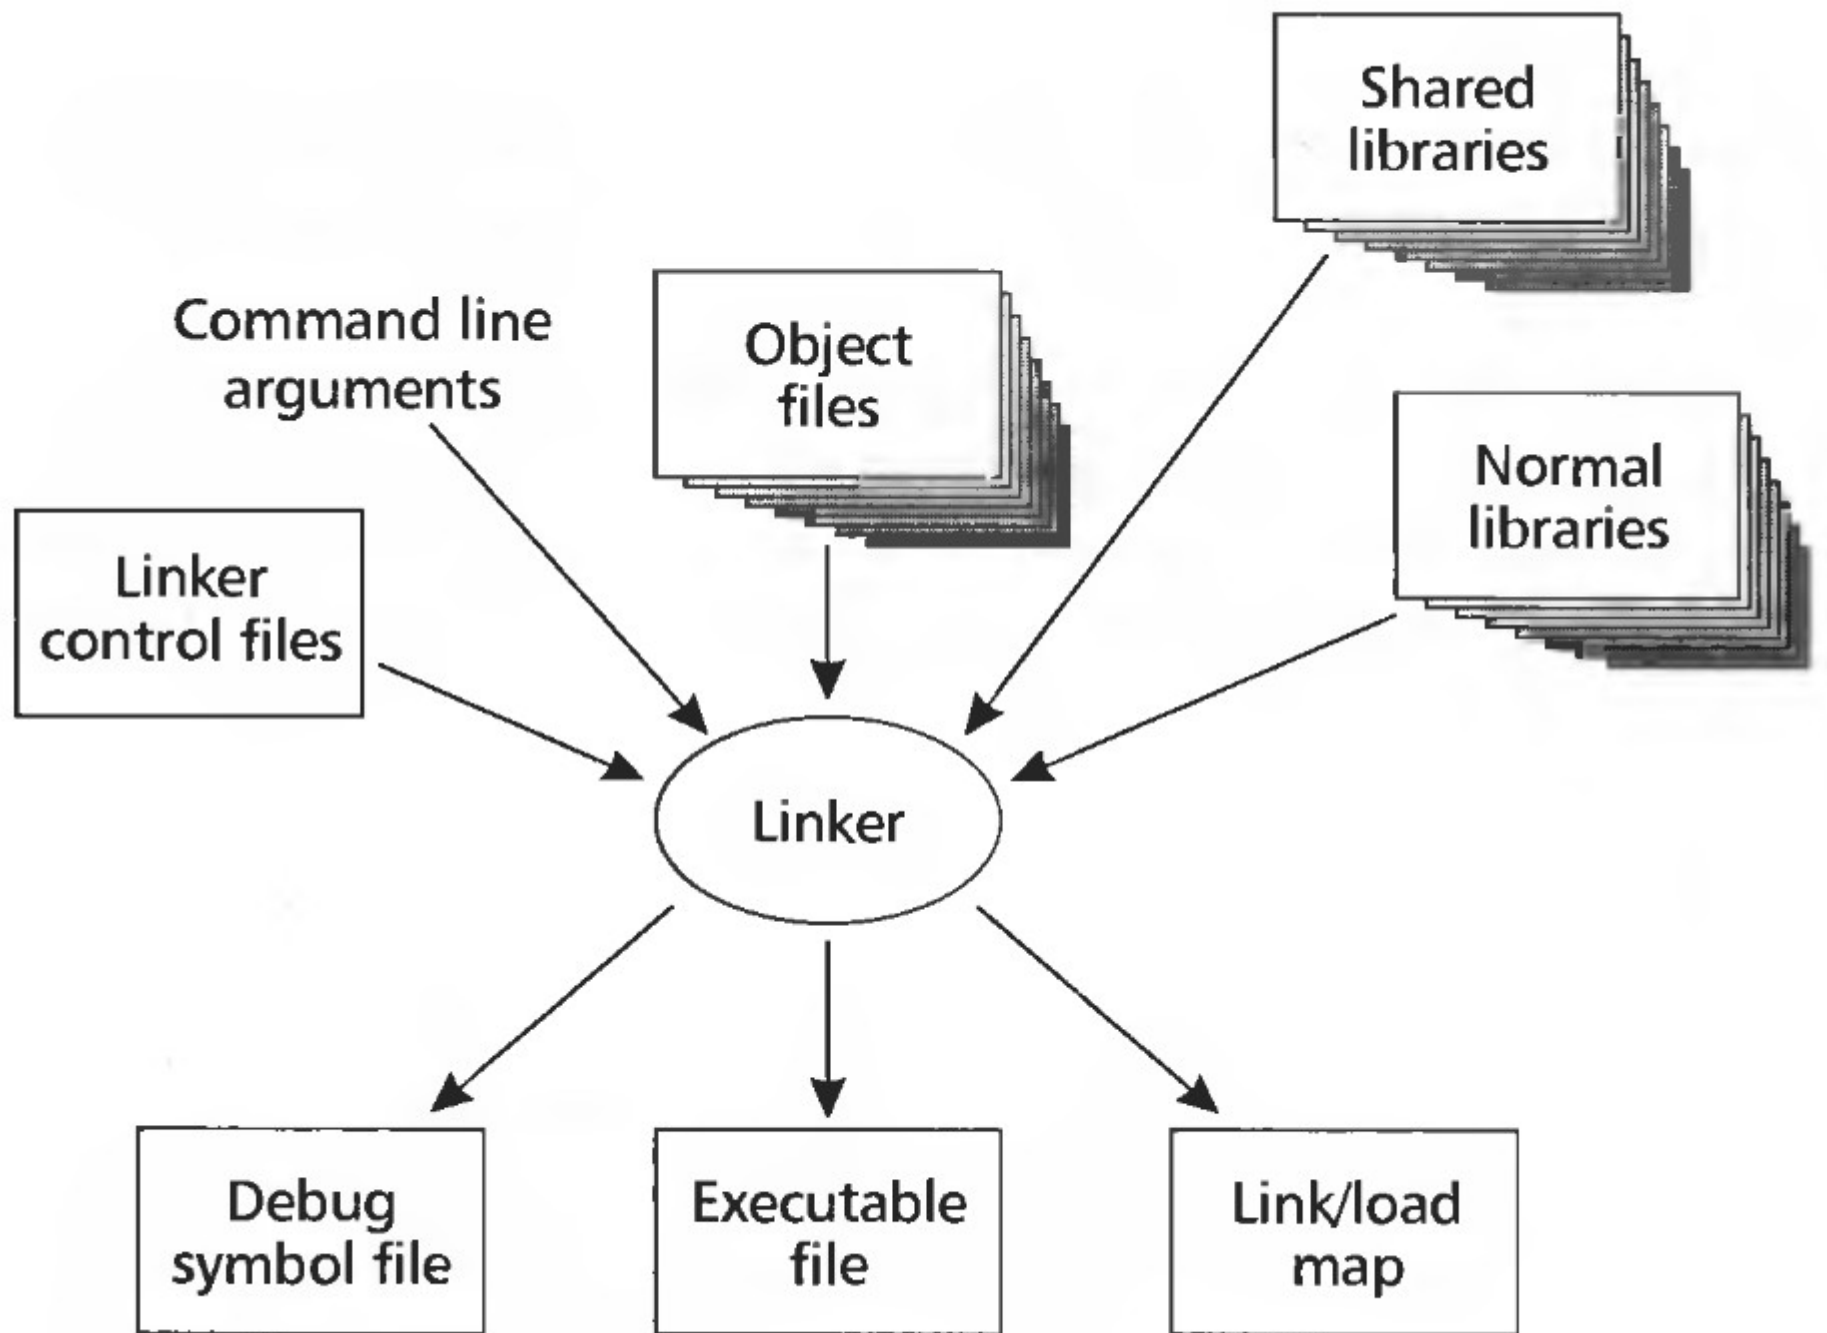 Shared
libraries
Command line
arguments
Object
files
Normal
libraries
Linker
control files
Linker
Debug
symbol file
Executable
file
Link/load
map